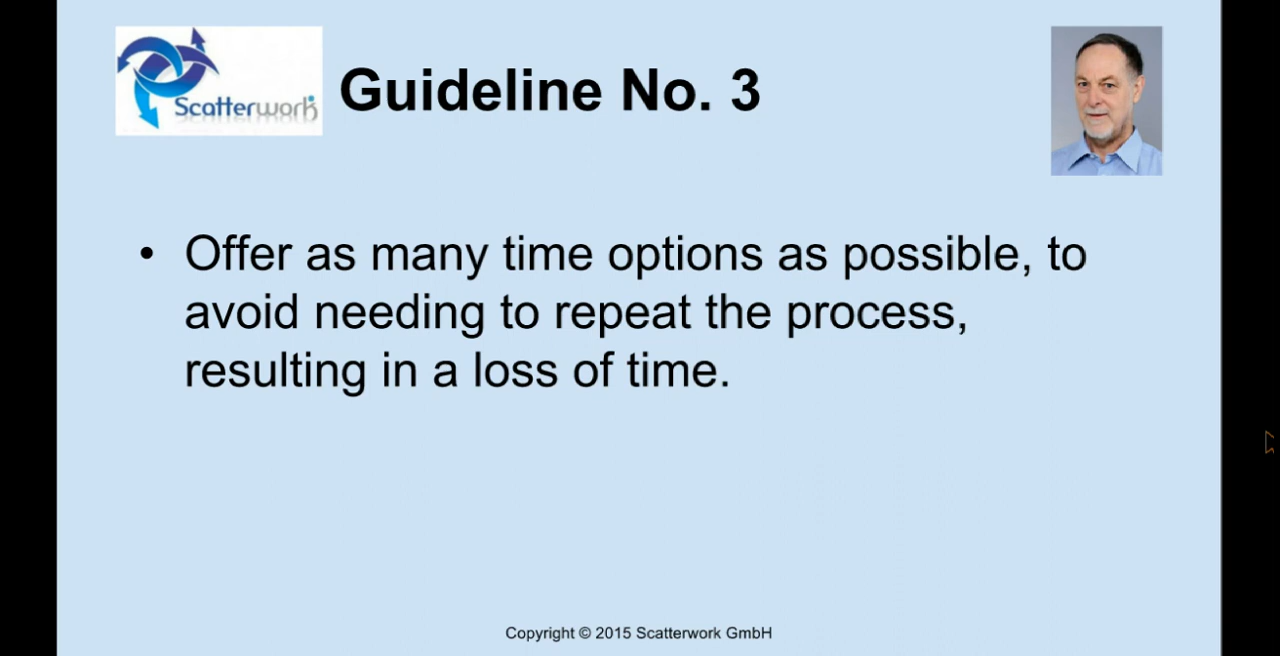 Scatterwork
Guideline No. 3
• Offer as many time options as possible, to
avoid needing to repeat the process,
resulting in a loss of time.
Copyright © 2015 Scatterwork GmbH